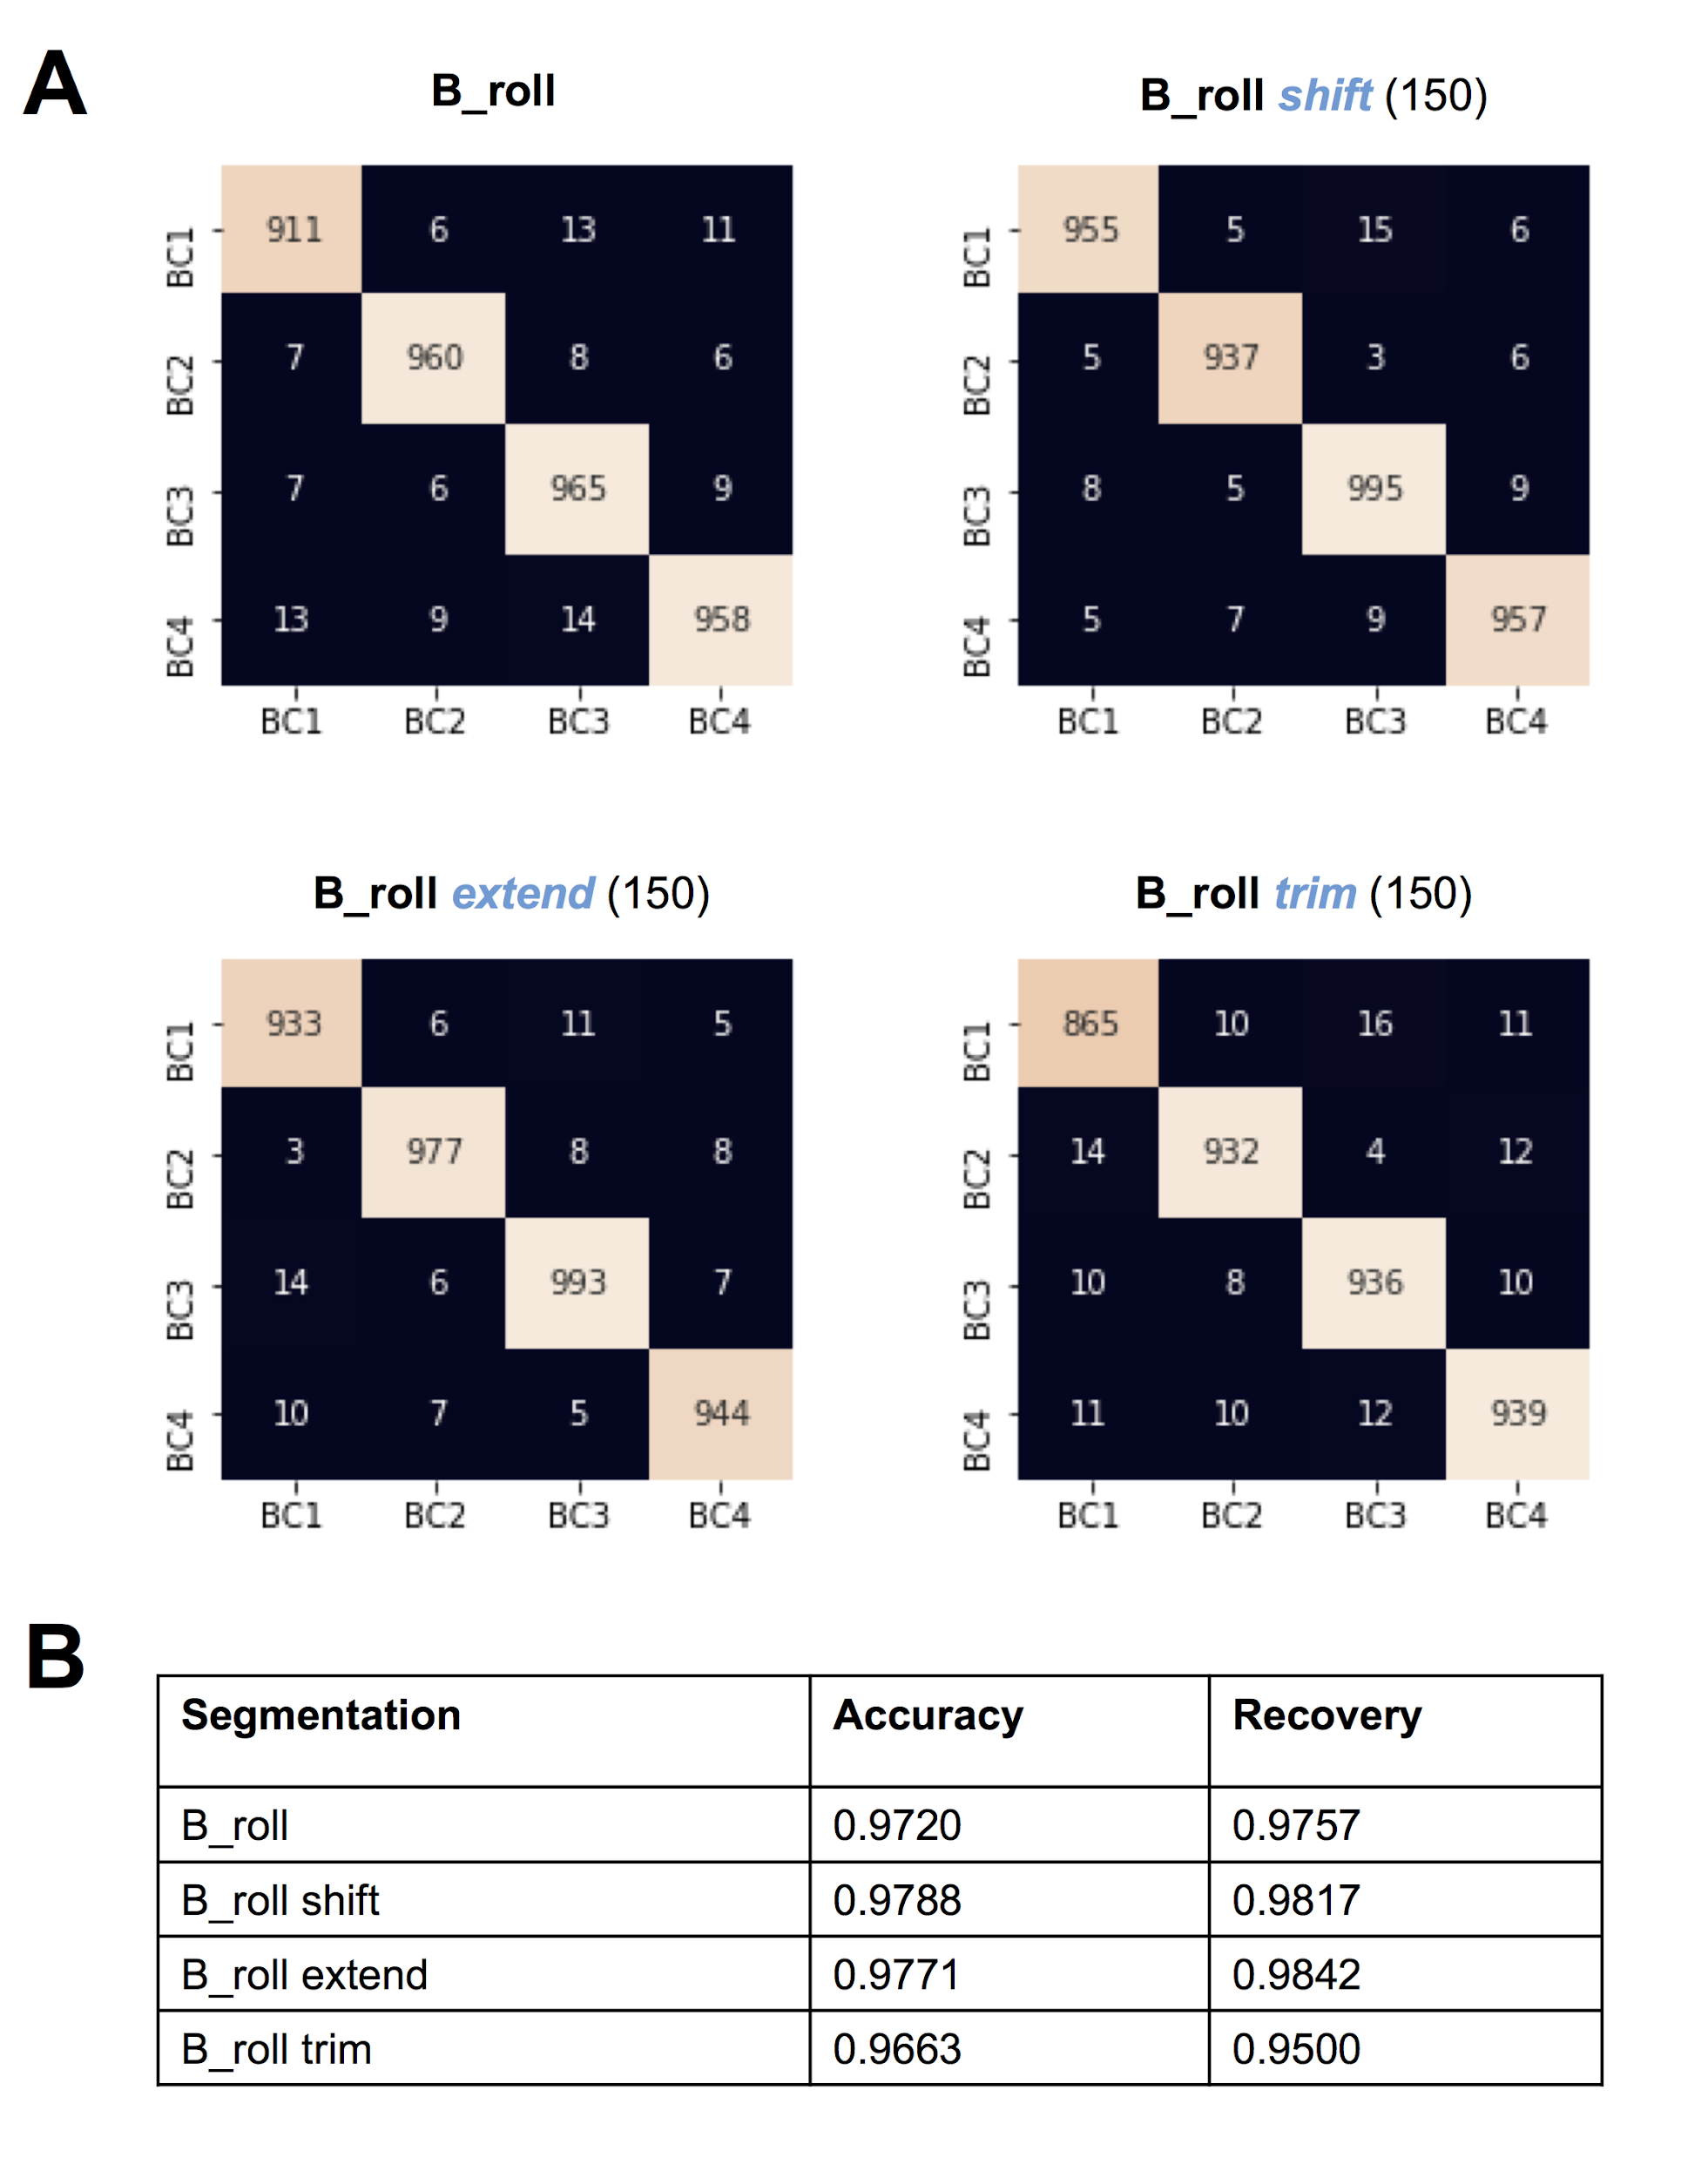 A
B_roll
BC1 911 6 13 11
BC2 7 960 8 6
BC3 7 6 965 9
BC4 13 9 14 958
BC1 BC2 BC3 BC4
B_roll shift (150)
BC1 955 5 15 6
BC2 5 937 3 6
BC3 8 5 995 9
BC4 5 7 9 957
BC1 BC2 BC3 BC4
B_roll extend (150)
BC1 933 6 11 5
BC2 3 977 8 8
BC3 14 6 993 7
BC4 10 7 5 944
BC1 BC2 BC3 BC4
B_roll trim (150)
BC1 865 10 16 11
BC2 14 932 4 12
BC3 10 8 936 10
BC4 11 10 12 939
BC1 BC2 BC3 BC4
B
Segmentation Accuracy Recovery
B_roll 0.9720 0.9757
B_roll shift 0.9788 0.9817
B_roll extend 0.9771 0.9842
B_roll trim 0.9663 0.9500